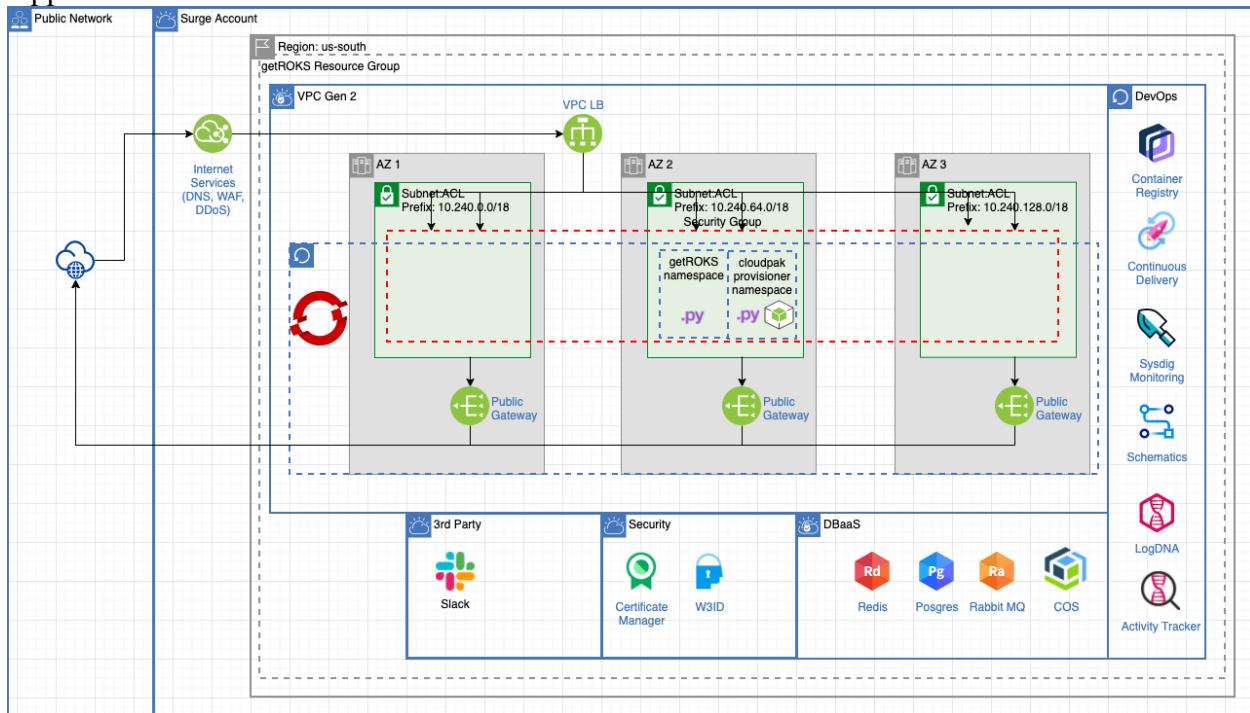 Public Network
Surge Account
Region: us-south
getROKS Resource Group
VPC Gen 2
VPC LB
DevOps
Internet
Services
(DNS, WAF,
DDoS)
AZ 1
Subnet:ACL
Prefix: 10.240.0.0/18
AZ 2
Subnet:ACL
Prefix: 10.240.64.0/18
Security Group
AZ 3
Subnet:ACL
Prefix: 10.240.128.0/18
getROKS
namespace
.py
cloudpak
provisioner
namespace
.py
Public
Gateway
Public
Gateway
Public
Gateway
Container
Registry
Continuous
Delivery
Sysdig
Monitoring
Schematics
LogDNA
Activity Tracker
3rd Party
Slack
Security
Certificate
Manager
W3ID
DBaaS
Rd
Redis
Pg
Posgres
Ra
Rabbit MQ
COS